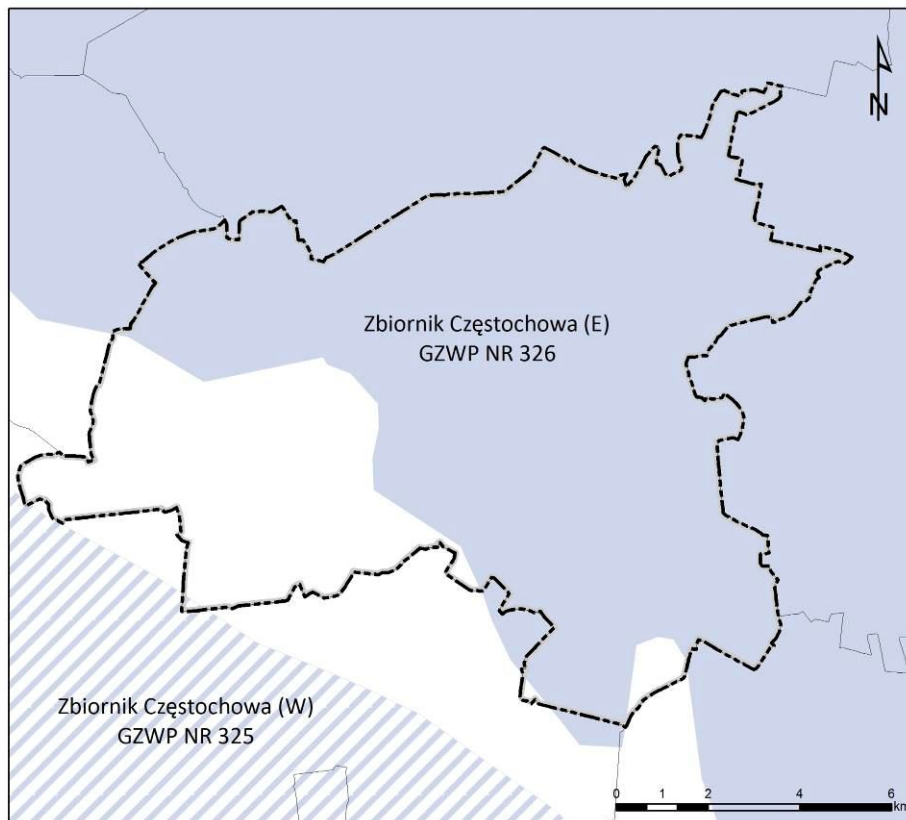 N
Zbiornik Częstochowa (E)
GZWP NR 326
Zbiornik Częstochowa (W)
GZWP NR 325
0 1 2 4 6
km